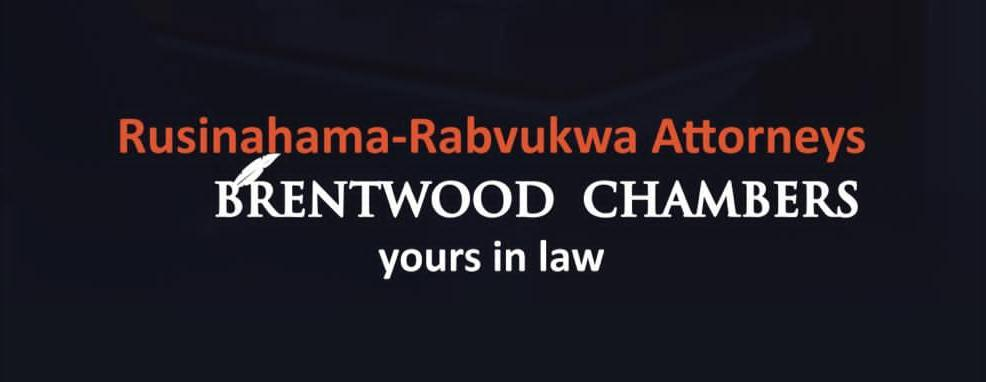 Rusinahama-Rabvukwa Attorneys
BRENTWOOD CHAMBERS
yours in law